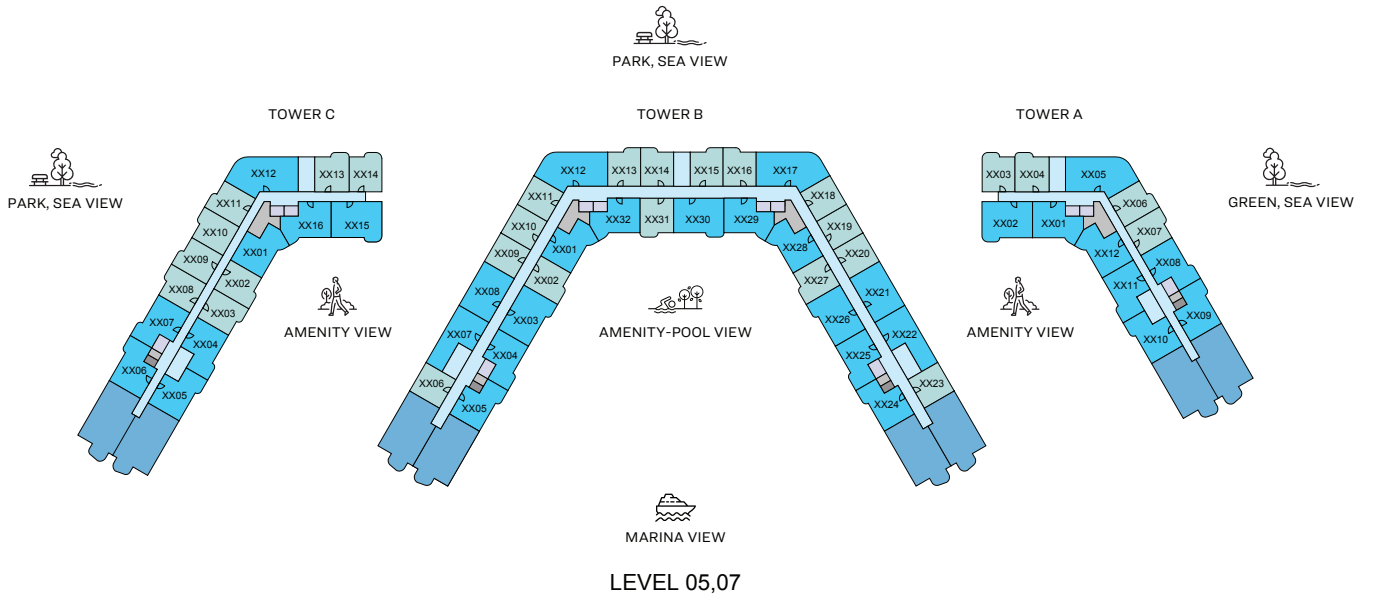 PARK, SEA VIEW
TOWER C
TOWER B
TOWER A
PARK, SEA VIEW
GREEN, SEA VIEW
XX12
XX13
XX14
XX11
XX10
XX09
XX08
XX07
XX06
XX05
XX04
XX03
XX02
XX01
XX16
XX15
XX12
XX13
XX14
XX15
XX16
XX17
XX11
XX10
XX09
XX08
XX07
XX06
XX05
XX04
XX03
XX02
XX01
XX32
XX31
XX30
XX29
XX28
XX27
XX26
XX25
XX24
XX18
XX19
XX20
XX21
XX22
XX23
XX03
XX04
XX05
XX02
XX01
XX06
XX07
XX08
XX09
XX12
XX11
XX10
AMENITY VIEW
AMENITY-POOL VIEW
AMENITY VIEW
MARINA VIEW
LEVEL 05,07